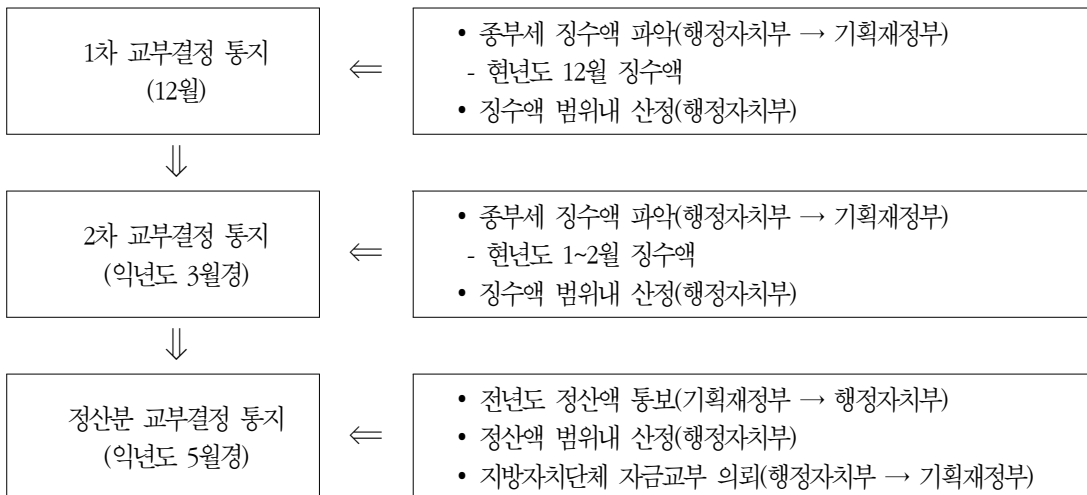 1차 교부결정 통지
(12월)
⇐
• 종부세 징수액 파악(행정자치부 → 기획재정부)
- 현년도 12월 징수액
• 징수액 범위내 산정(행정자치부)
⇓
2차 교부결정 통지
(익년도 3월경)
⇐
• 종부세 징수액 파악(행정자치부 → 기획재정부)
- 현년도 1~2월 징수액
• 징수액 범위내 산정(행정자치부)
⇓
정산분 교부결정 통지
(익년도 5월경)
⇐
• 전년도 정산액 통보(기획재정부 → 행정자치부)
• 정산액 범위내 산정(행정자치부)
• 지방자치단체 자금교부 의뢰(행정자치부 → 기획재정부)